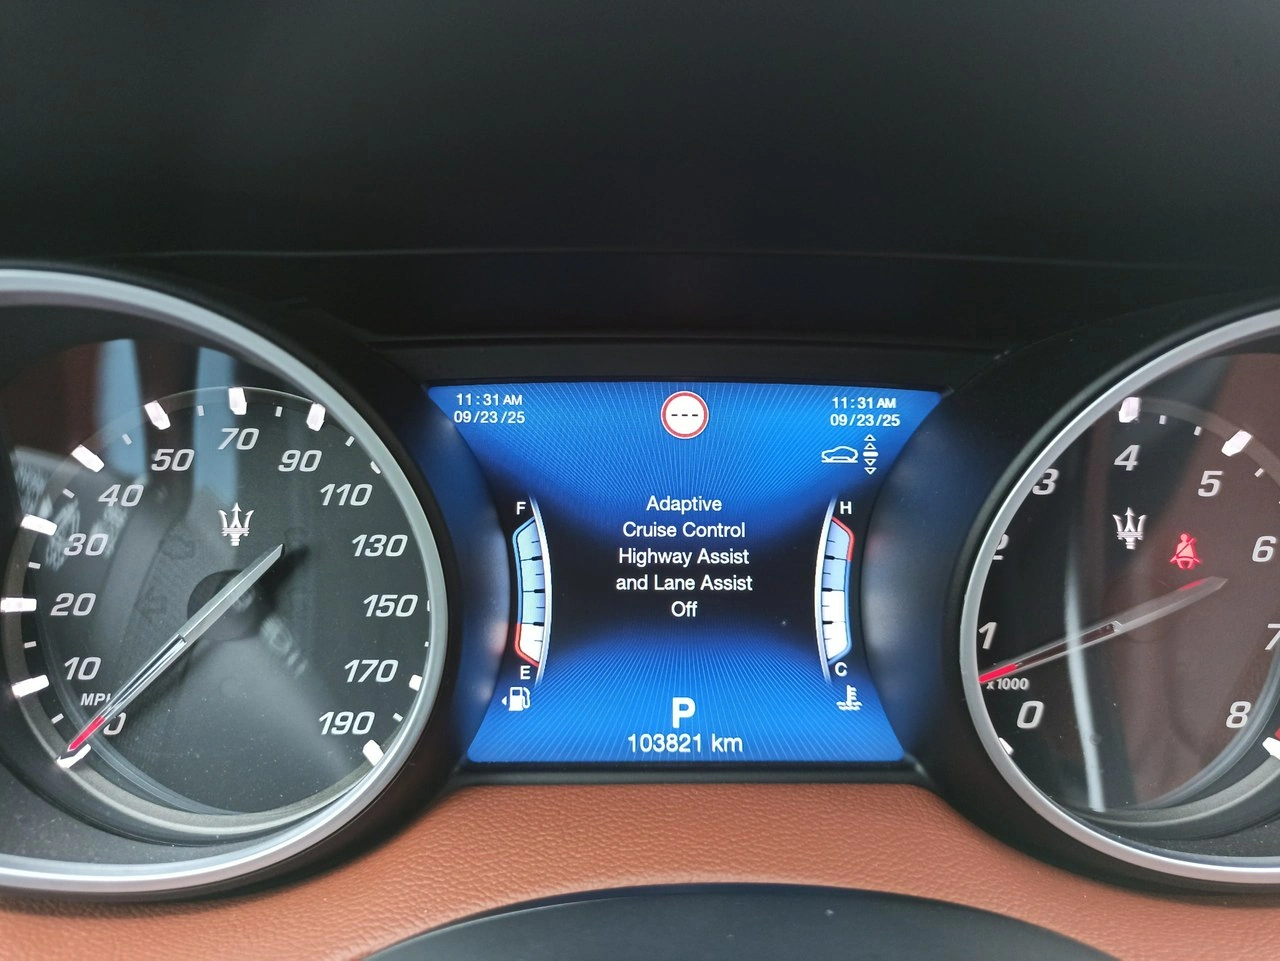 10
20
30
40
50
70
90
110
130
150
170
190
0
11:31 AM
09/23/25
---
11:31 AM
09/23/25
F
E
Adaptive
Cruise Control
Highway Assist
and Lane Assist
Off
H
C
P
103821 km
0
1
2
3
4
5
6
7
8
x1000